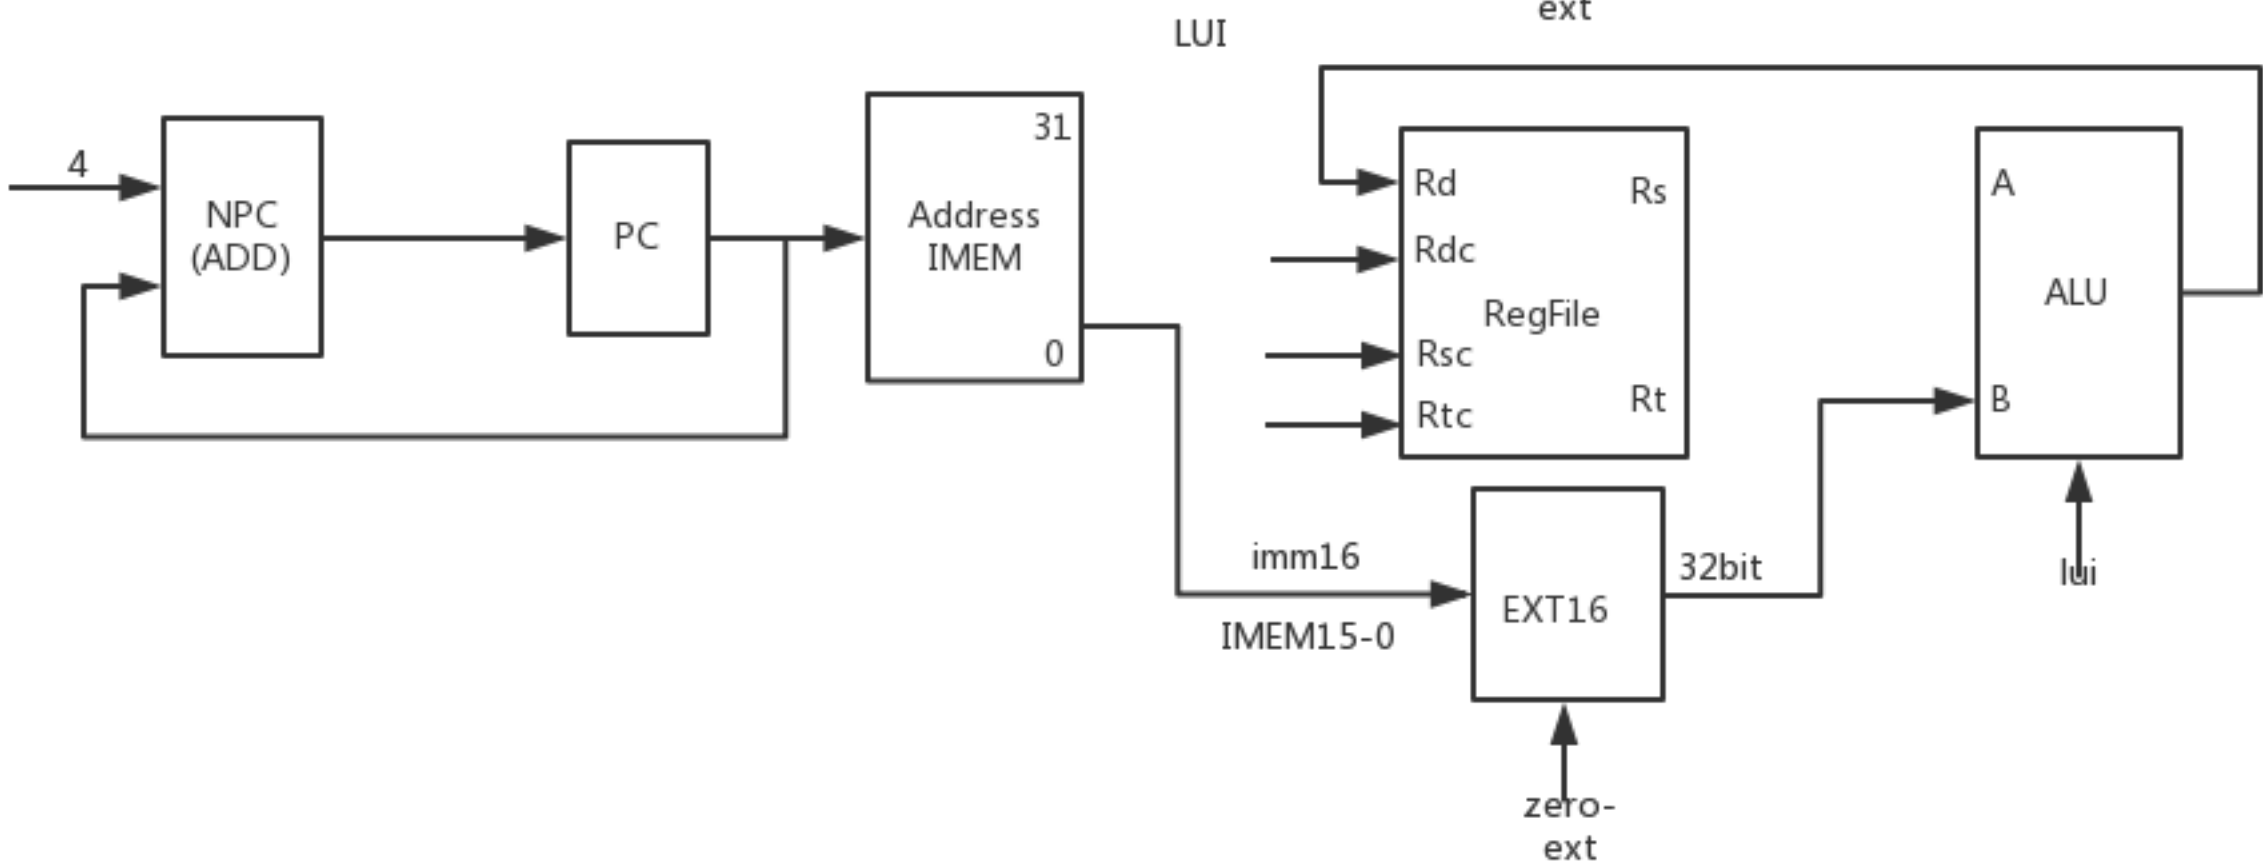 ext
LUI
4
NPC
(ADD)
PC
31
Address
IMEM
0
Rd
Rs
Rdc
RegFile
Rsc
Rt
Rtc
A
ALU
B
imm16
IMEM15-0
EXT16
32bit
lui
zero-
ext